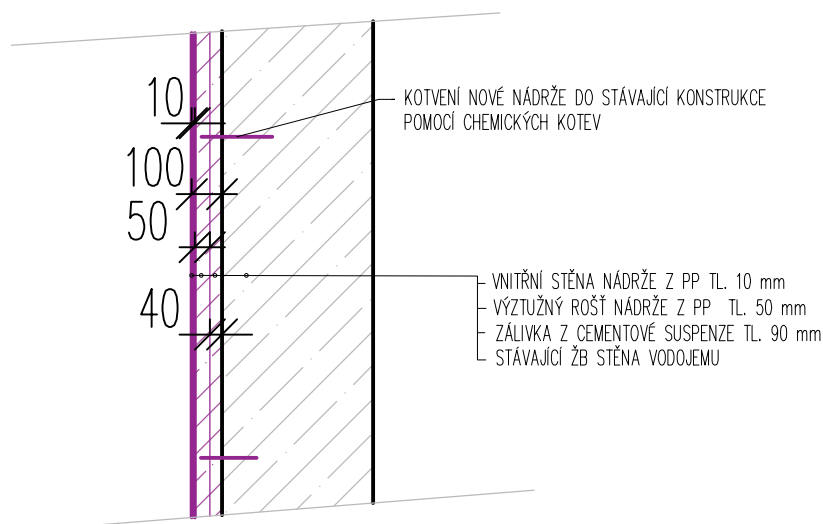 10
KOTVENÍ NOVÉ NÁDRŽE DO STÁVAJÍCÍ KONSTRUKCE
POMOCÍ CHEMICKÝCH KOTEV
100
50
40
VNITŘNÍ STĚNA NÁDRŽE Z PP TL. 10 mm
VÝZTUŽNÝ ROŠŤ NÁDRŽE Z PP TL. 50 mm
ZÁLIVKA Z CEMENTOVÉ SUSPENZE TL. 90 mm
STÁVAJÍCÍ ŽB STĚNA VODOJEMU